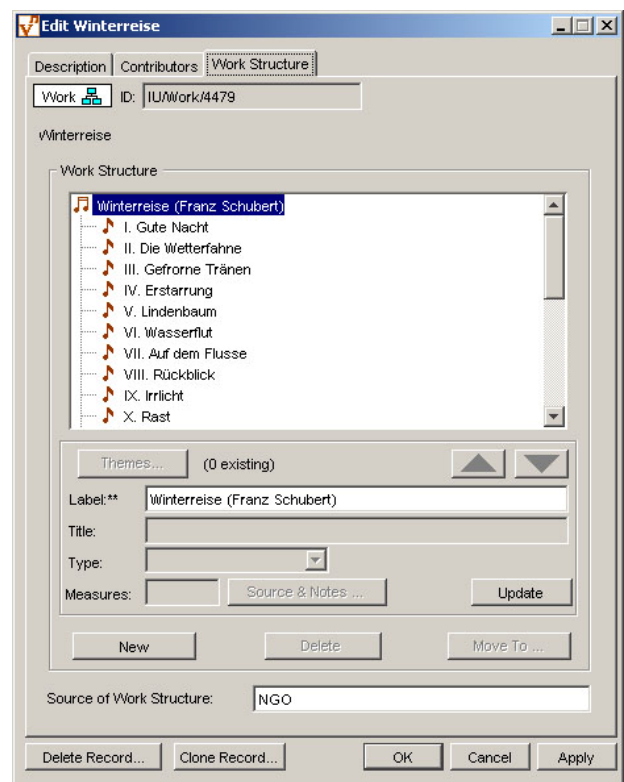 Edit Winterreise
Description Contributors Work Structure
Work ID: IU/Work/4479
Winterreise
Work Structure
Winterreise (Franz Schubert)
I. Gute Nacht
II. Die Wetterfahne
III. Gefrorne Tränen
IV. Erstarrung
V. Lindenbaum
VI. Wasserflut
VII. Auf dem Flusse
VIII. Rückblick
IX. Irrlicht
X. Rast
Themes... (0 existing)
Label:** Winterreise (Franz Schubert)
Title:
Type:
Measures: Source & Notes ... Update
New Delete Move To ...
Source of Work Structure: NGO
Delete Record... Clone Record... OK Cancel Apply